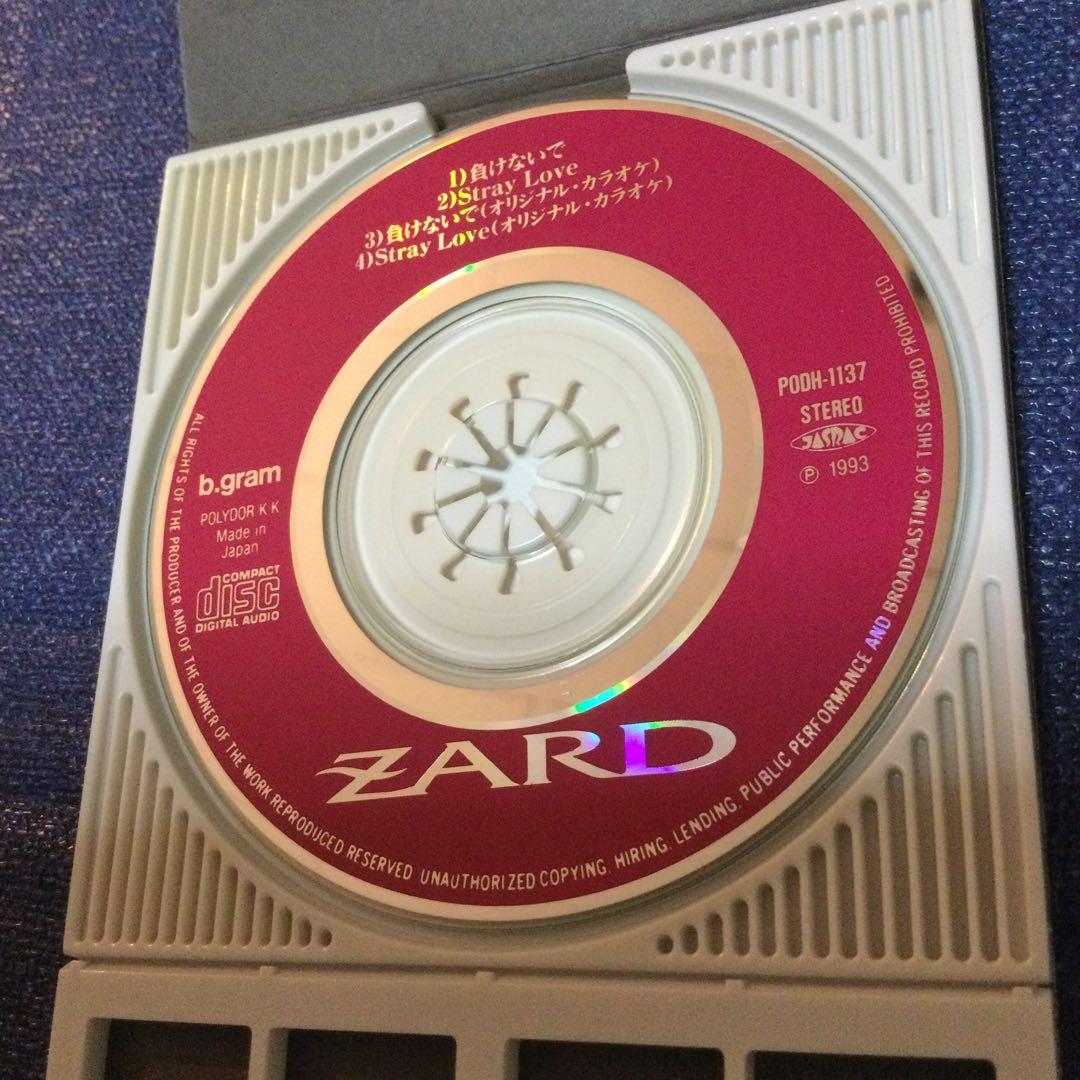 1)負けないで
2)Stray Love
3)負けないで(オリジナル・カラオケ)
4)Stray Love(オリジナル・カラオケ)
PODH-1137
STEREO
JASRAC
Ⓟ 1993
b.gram
POLYDOR K K
Made in
Japan
COMPACT
disc
DIGITAL AUDIO
ZARD
ALL RIGHTS OF THE PRODUCER AND OF THE OWNER OF THE WORK REPRODUCED RESERVED UNAUTHORIZED COPYING. HIRING. LENDING. PUBLIC PERFORMANCE AND BROADCASTING OF THIS RECORD PROHIBITED